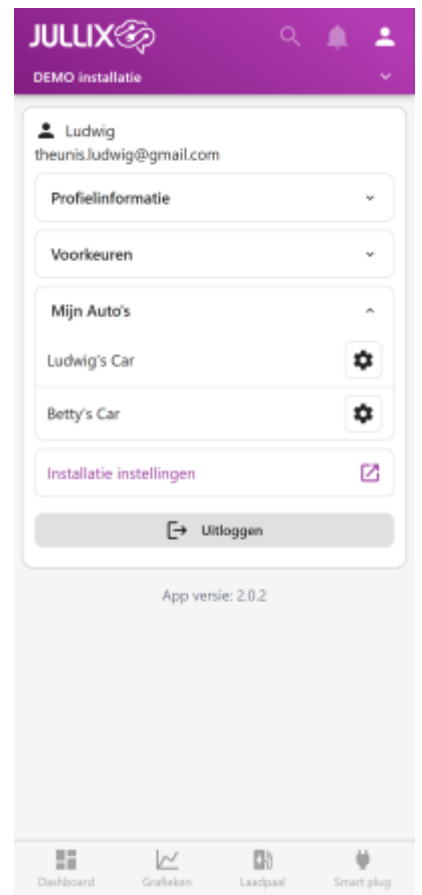 JULLIX
DEMO installatie
Ludwig
theunis.ludwig@gmail.com
Profielinformatie
Voorkeuren
Mijn Auto's
Ludwig's Car
Betty's Car
Installatie instellingen
Uitloggen
App versie: 2.0.2
Dashboard Grafieken Laadpaal Smart plug